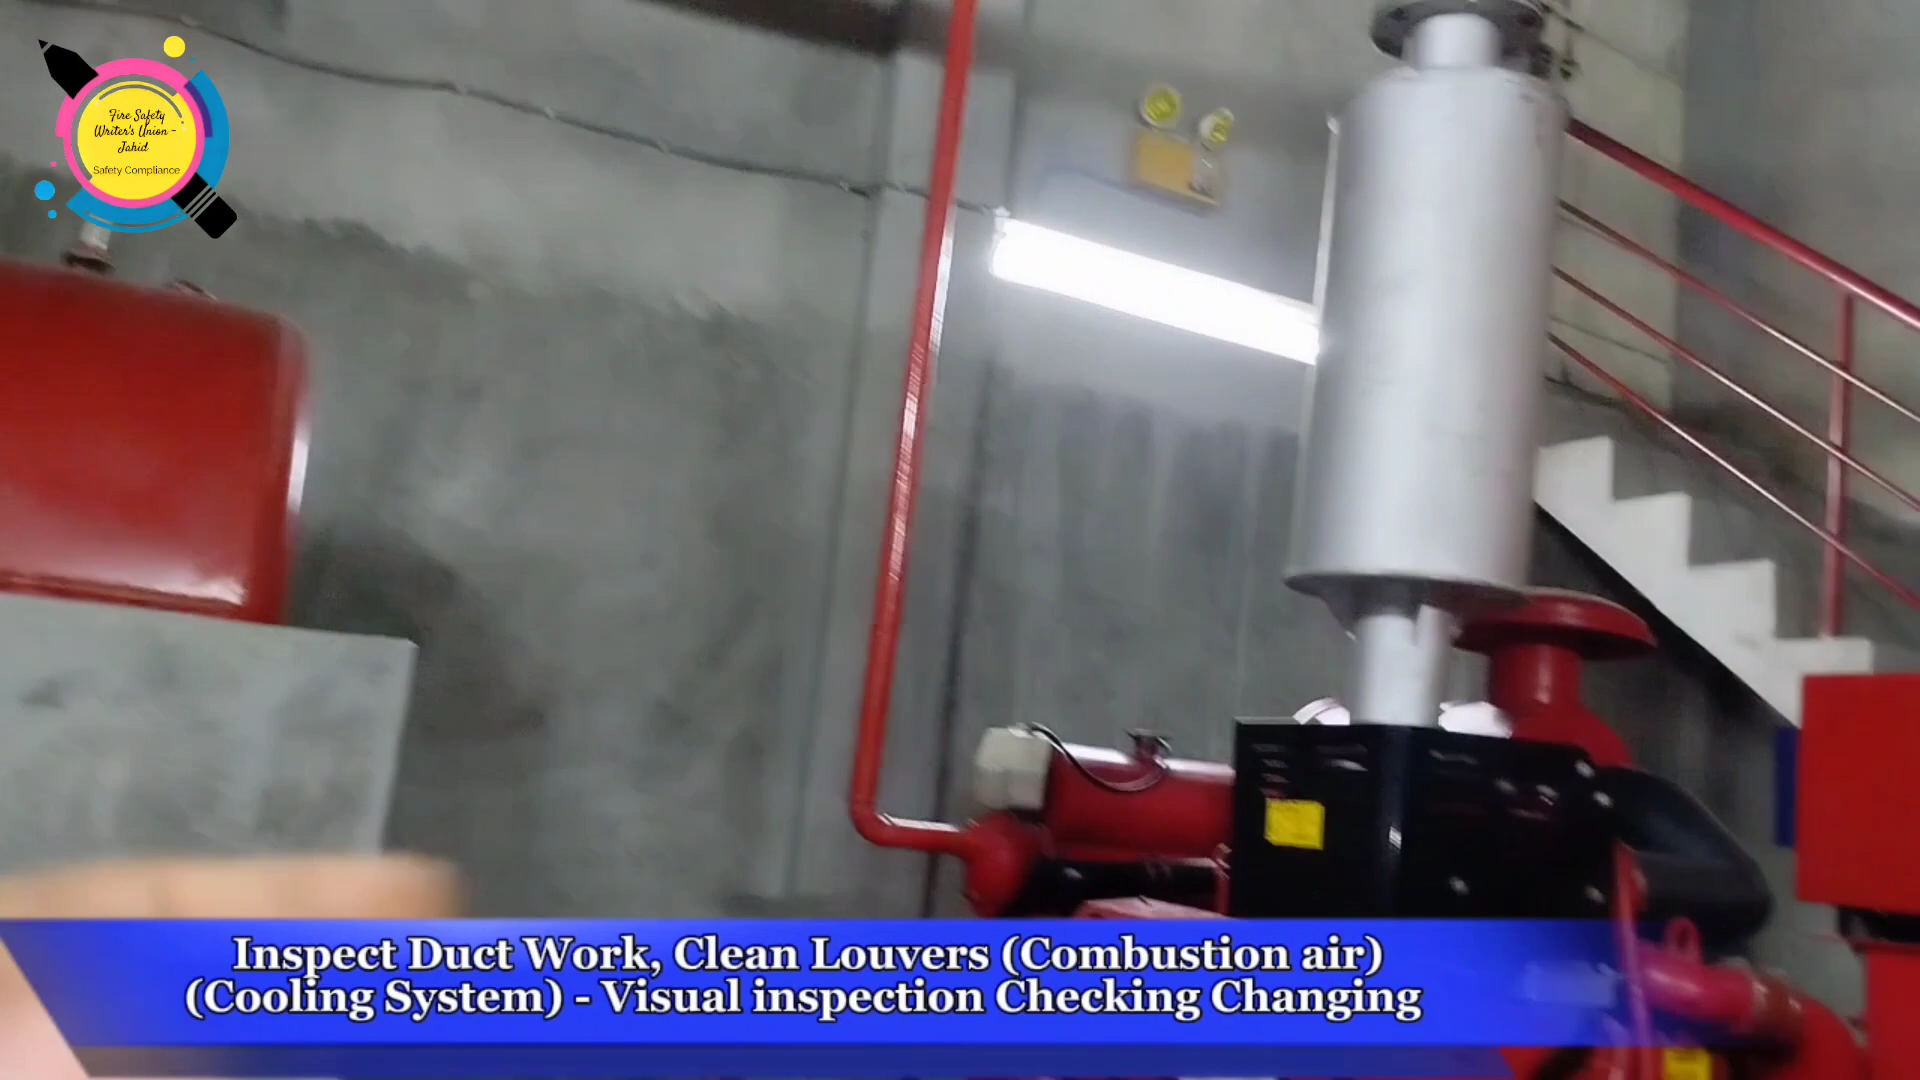 Fire Safety
Writer's Union -
Jahid
Safety Compliance
Inspect Duct Work, Clean Louvers (Combustion air)
(Cooling System) - Visual inspection Checking Changing